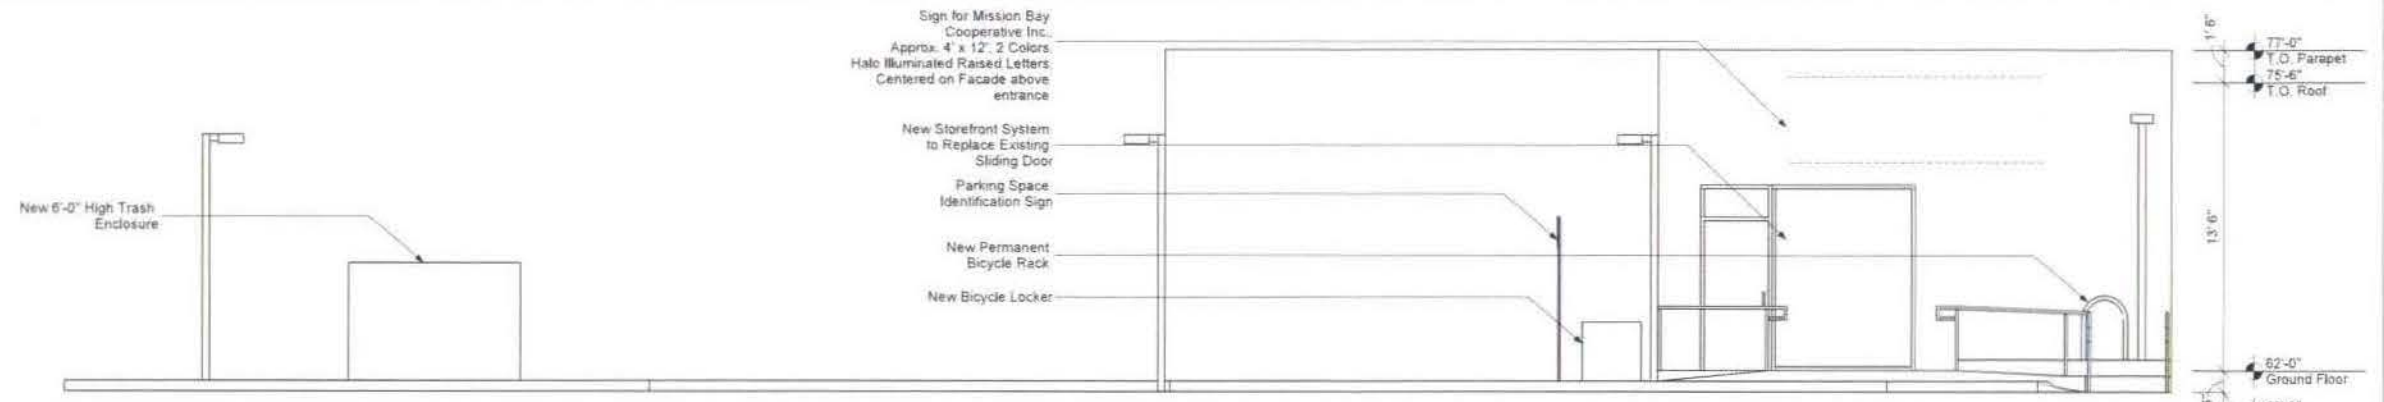 Sign for Mission Bay
Cooperative Inc.,
Approx. 4' x 12', 2 Colors,
Halo Illuminated Raised Letters
Centered on Facade above
entrance
New Storefront System
to Replace Existing
Sliding Door
Parking Space
Identification Sign
New 6'-0" High Trash
Enclosure
New Permanent
Bicycle Rack
New Bicycle Locker
1' 6"
77'-0"
T.O. Parapet
75'-6"
T.O. Roof
13' 6"
62'-0"
Ground Floor